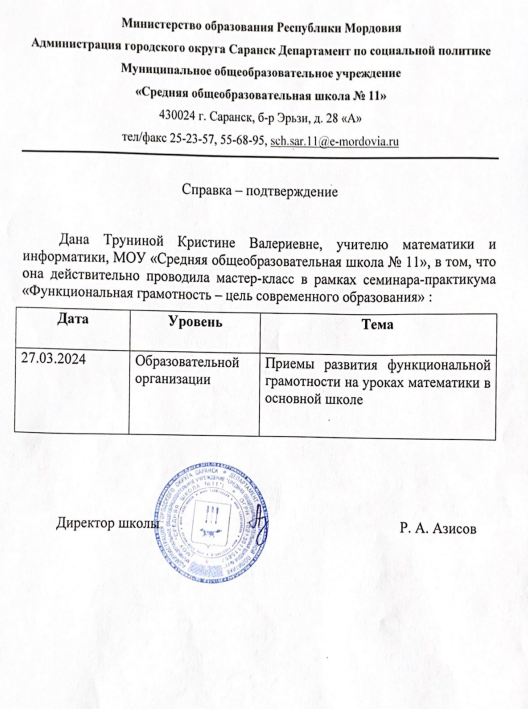 Министерство образования Республики Мордовия
Администрация городского округа Саранск Департамент по социальной политике
Муниципальное общеобразовательное учреждение
«Средняя общеобразовательная школа № 11»
430024 г. Саранск, б-р Эрьзи, д. 28 «А»
тел/факс 25-23-57, 55-68-95, sch.sar.11@e-mordovia.ru
Справка – подтверждение
Дана Труниной Кристине Валериевне, учителю математики и
информатики, МОУ «Средняя общеобразовательная школа № 11», в том, что
она действительно проводила мастер-класс в рамках семинара-практикума
«Функциональная грамотность – цель современного образования» :
Дата Уровень Тема
27.03.2024 Образовательной Приемы развития функциональной
организации грамотности на уроках математики в
основной школе
Директор школы Р. А. Азисов